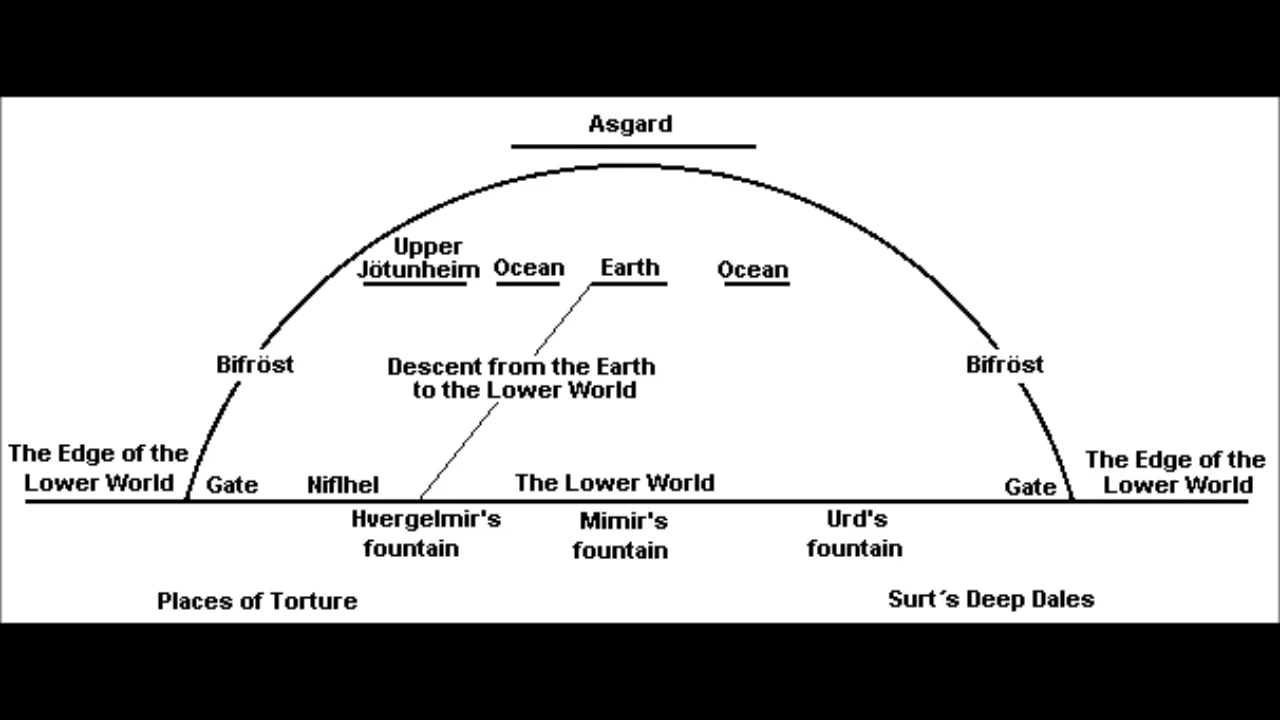 Asgard
Upper
Jötunheim
Ocean
Earth
Ocean
Bifröst
Bifröst
Descent from the Earth
to the Lower World
The Edge of the
Lower World
Gate
Niflhel
The Lower World
Gate
The Edge of the
Lower World
Hvergelmir's
fountain
Mimir's
fountain
Urd's
fountain
Places of Torture
Surt´s Deep Dales